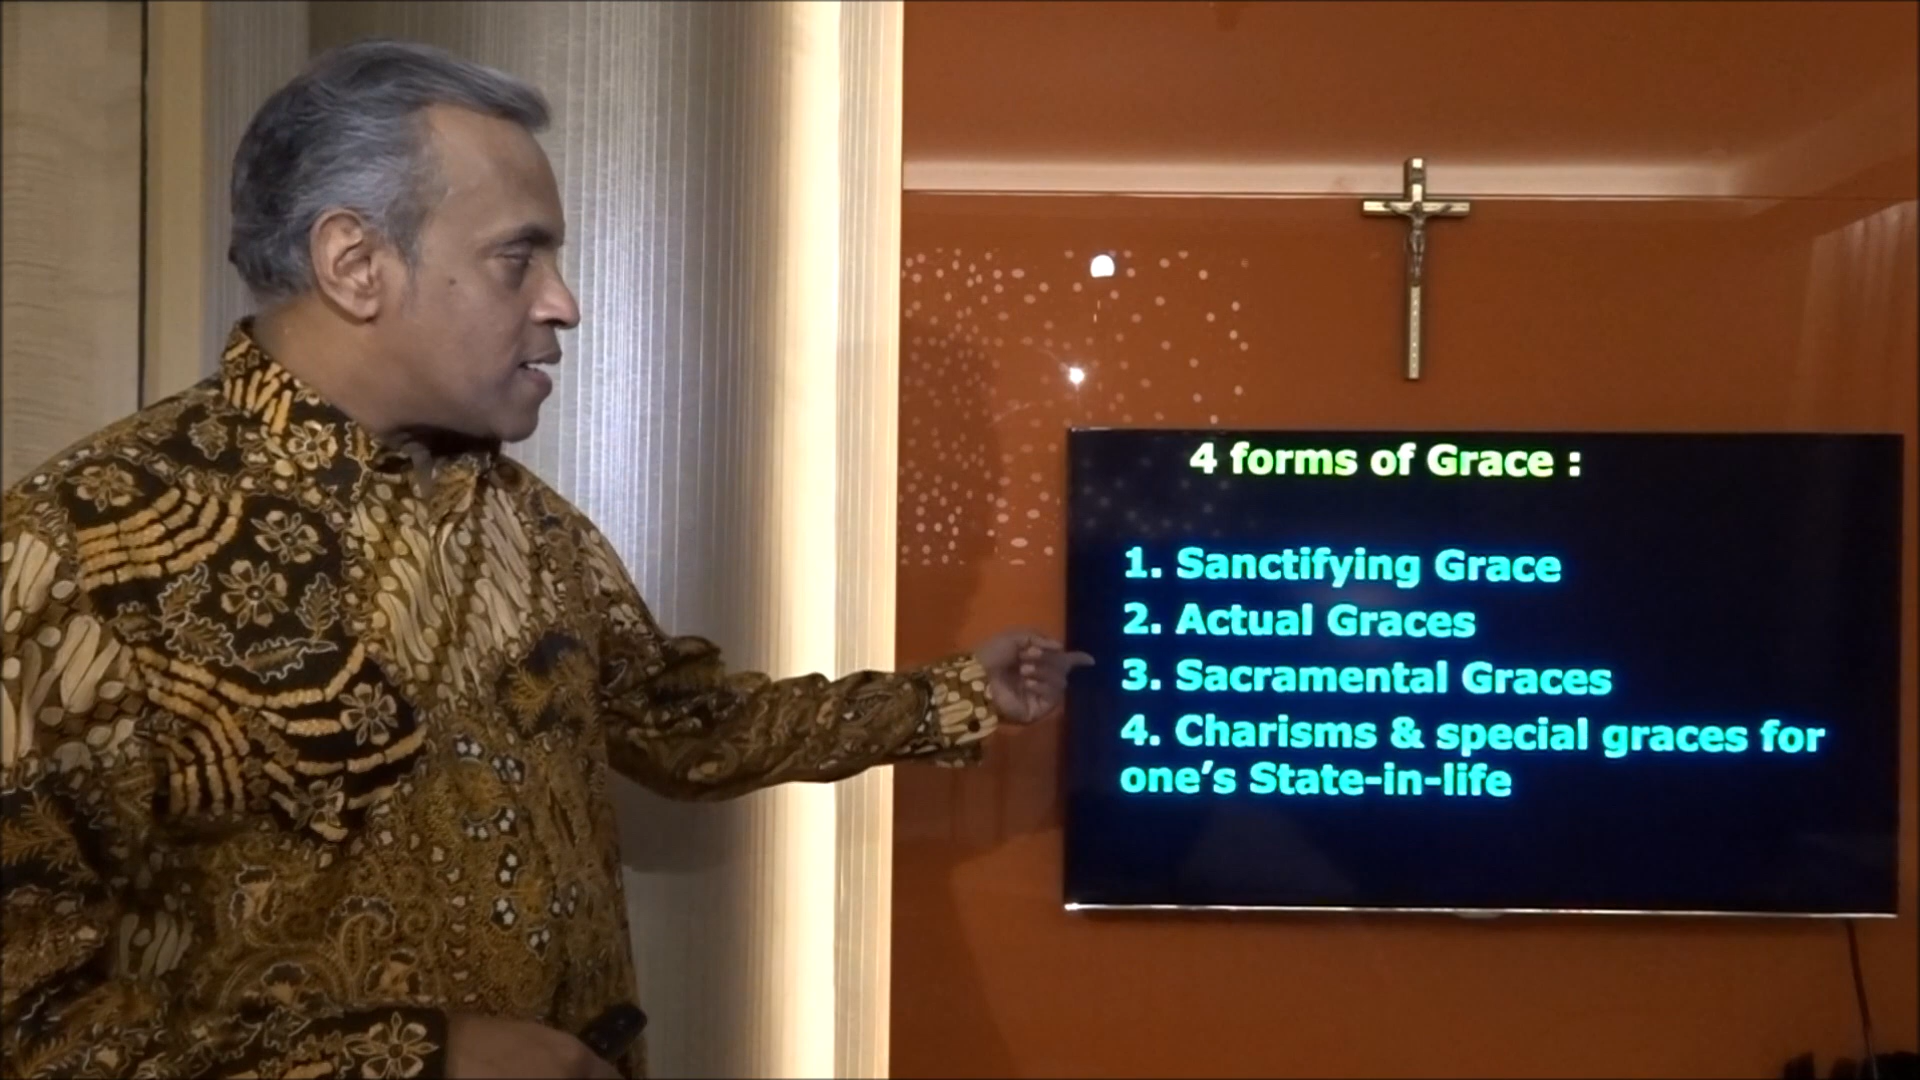 4 forms of Grace :
1. Sanctifying Grace
2. Actual Graces
3. Sacramental Graces
4. Charisms & special graces for
one’s State-in-life